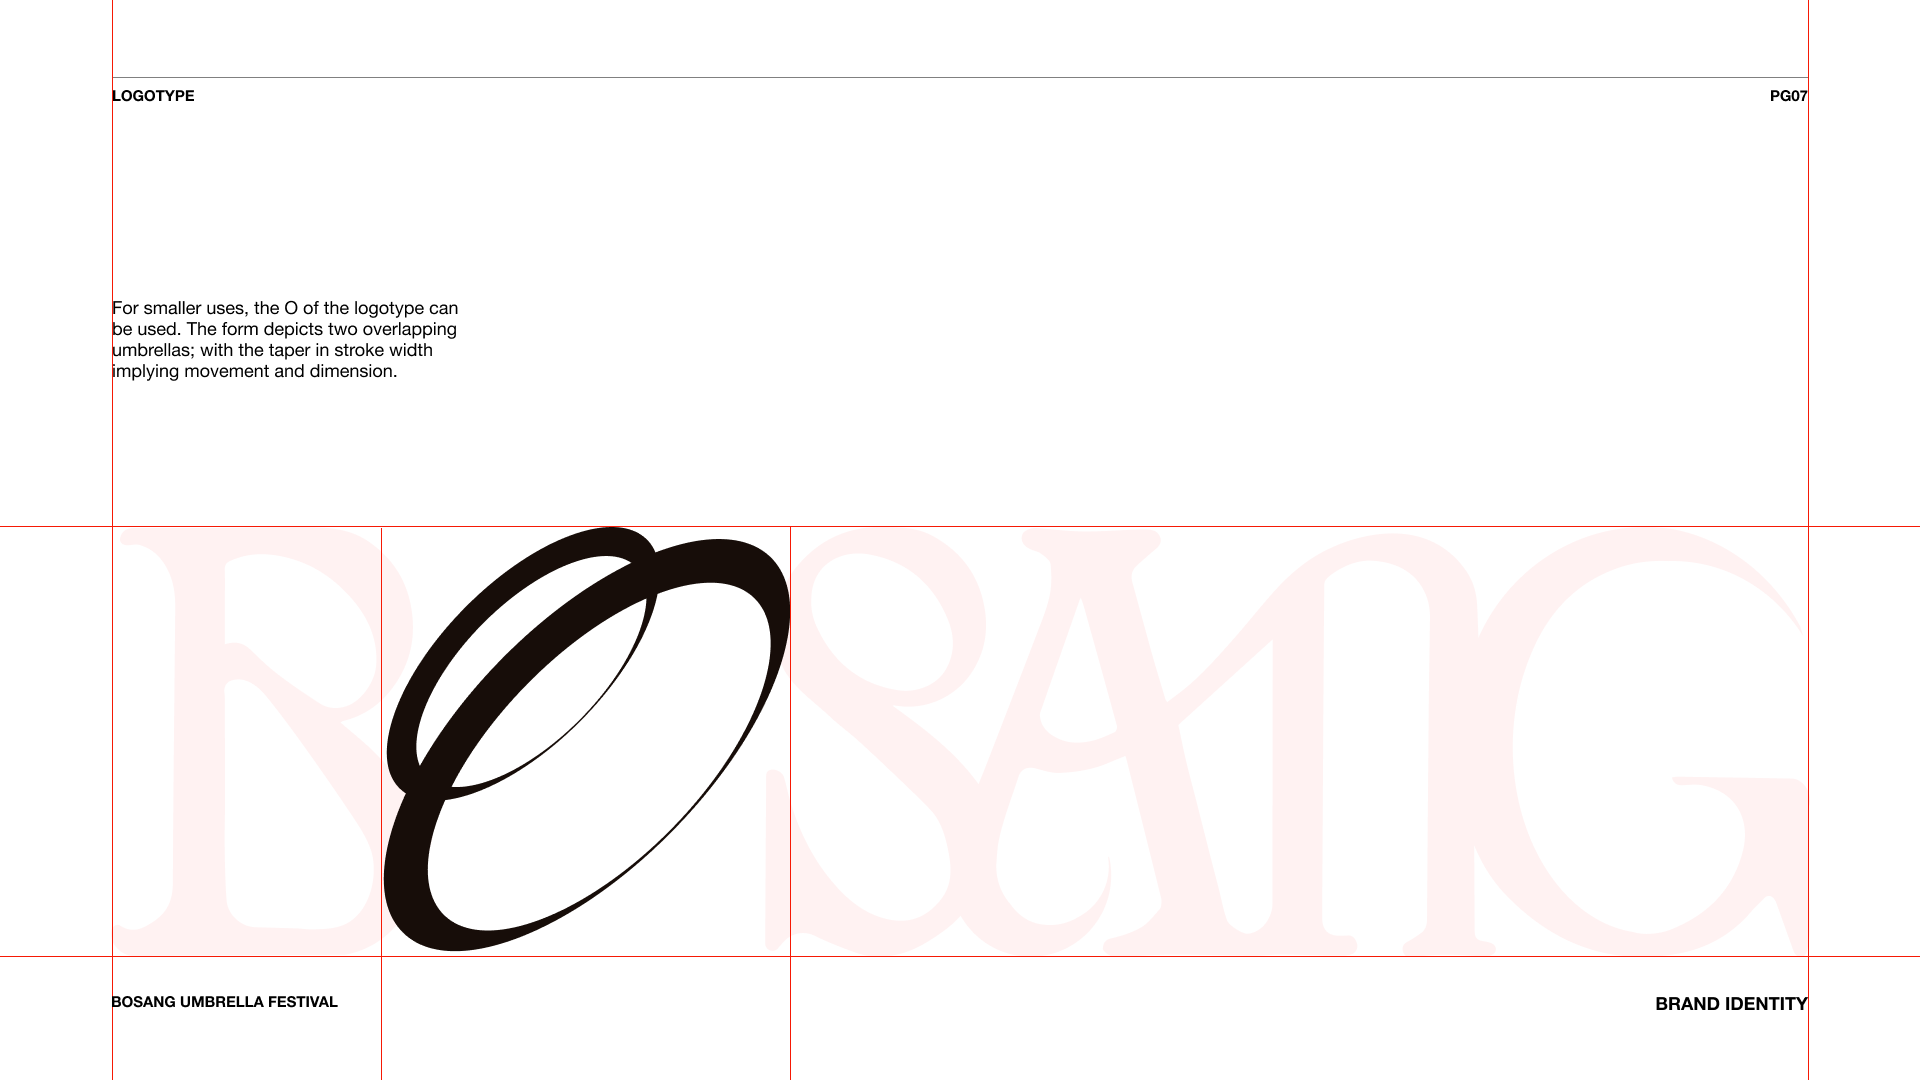 LOGOTYPE
PG07
For smaller uses, the O of the logotype can
be used. The form depicts two overlapping
umbrellas; with the taper in stroke width
implying movement and dimension.
BOSANG
BOSANG UMBRELLA FESTIVAL
BRAND IDENTITY